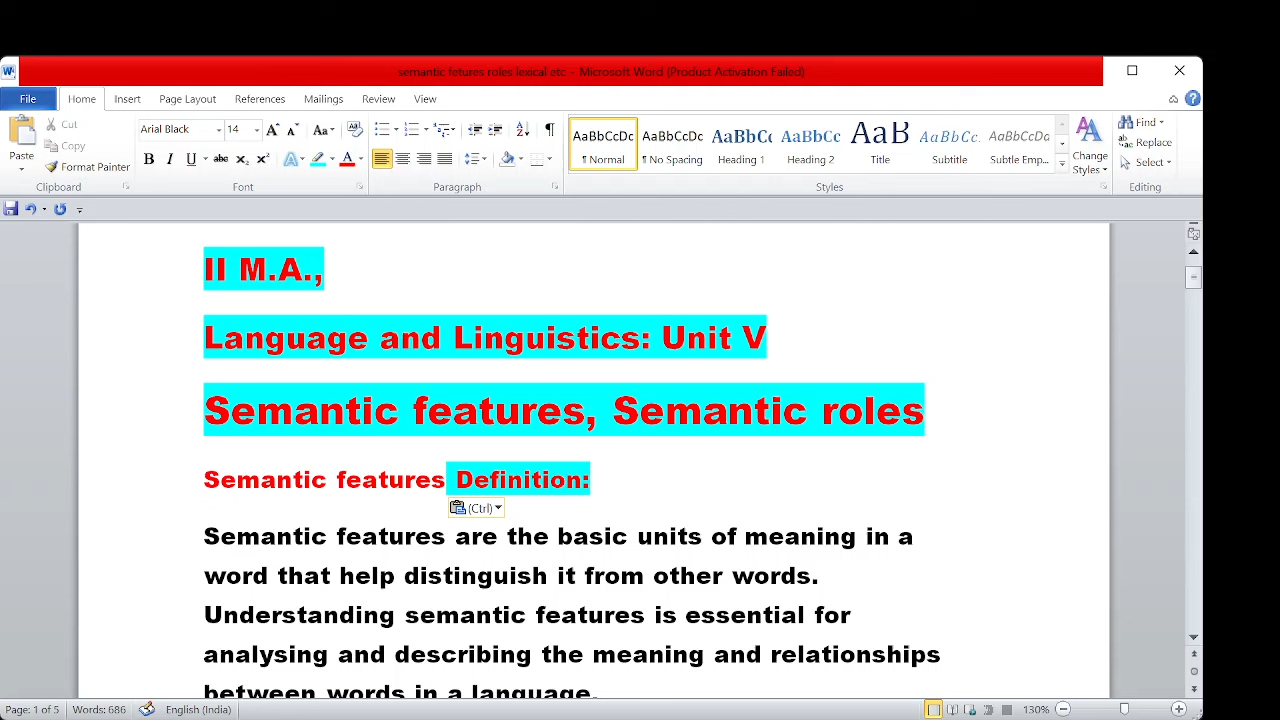 semantic fetures roles lexical etc - Microsoft Word (Product Activation Failed)
File Home Insert Page Layout References Mailings Review View
Paste
Cut
Copy
Format Painter
Clipboard
Arial Black 14
Font
Paragraph
AaBbCcDc AaBbCcDc AaBbCc AaBbCc AaB AaBbCc. AaBbCcDc
¶ Normal ¶ No Spacing Heading 1 Heading 2 Title Subtitle Subtle Emp...
Styles
Change Styles
Find
Replace
Select
Editing
II M.A.,
Language and Linguistics: Unit V
Semantic features, Semantic roles
Semantic features Definition:
(Ctrl)
Semantic features are the basic units of meaning in a
word that help distinguish it from other words.
Understanding semantic features is essential for
analysing and describing the meaning and relationships
between words in a language.
Page: 1 of 5 Words: 686 English (India) 130%